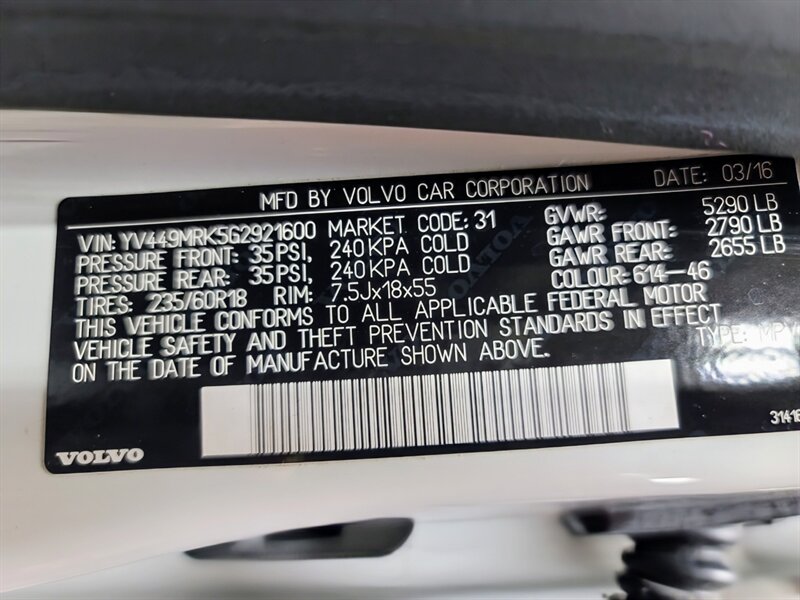 MFD BY VOLVO CAR CORPORATION DATE: 03/16
VIN: YV449MRK5G2921600 MARKET CODE: 31 GVWR: 5290 LB
PRESSURE FRONT: 35 PSI, 240 KPA COLD GAWR FRONT: 2790 LB
PRESSURE REAR: 35 PSI, 240 KPA COLD GAWR REAR: 2655 LB
TIRES: 235/60R18 RIM: 7.5Jx18x55 COLOUR: 614-46
THIS VEHICLE CONFORMS TO ALL APPLICABLE FEDERAL MOTOR
VEHICLE SAFETY AND THEFT PREVENTION STANDARDS IN EFFECT
ON THE DATE OF MANUFACTURE SHOWN ABOVE. TYPE: MPV
31416
VOLVO